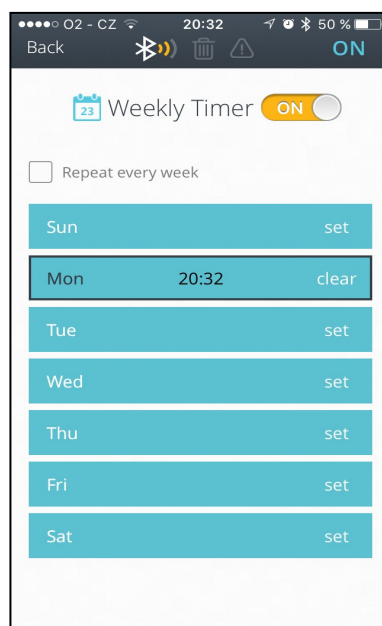 O2 - CZ 20:32 50 %
Back ON
23 Weekly Timer ON
Repeat every week
Sun set
Mon 20:32 clear
Tue set
Wed set
Thu set
Fri set
Sat set